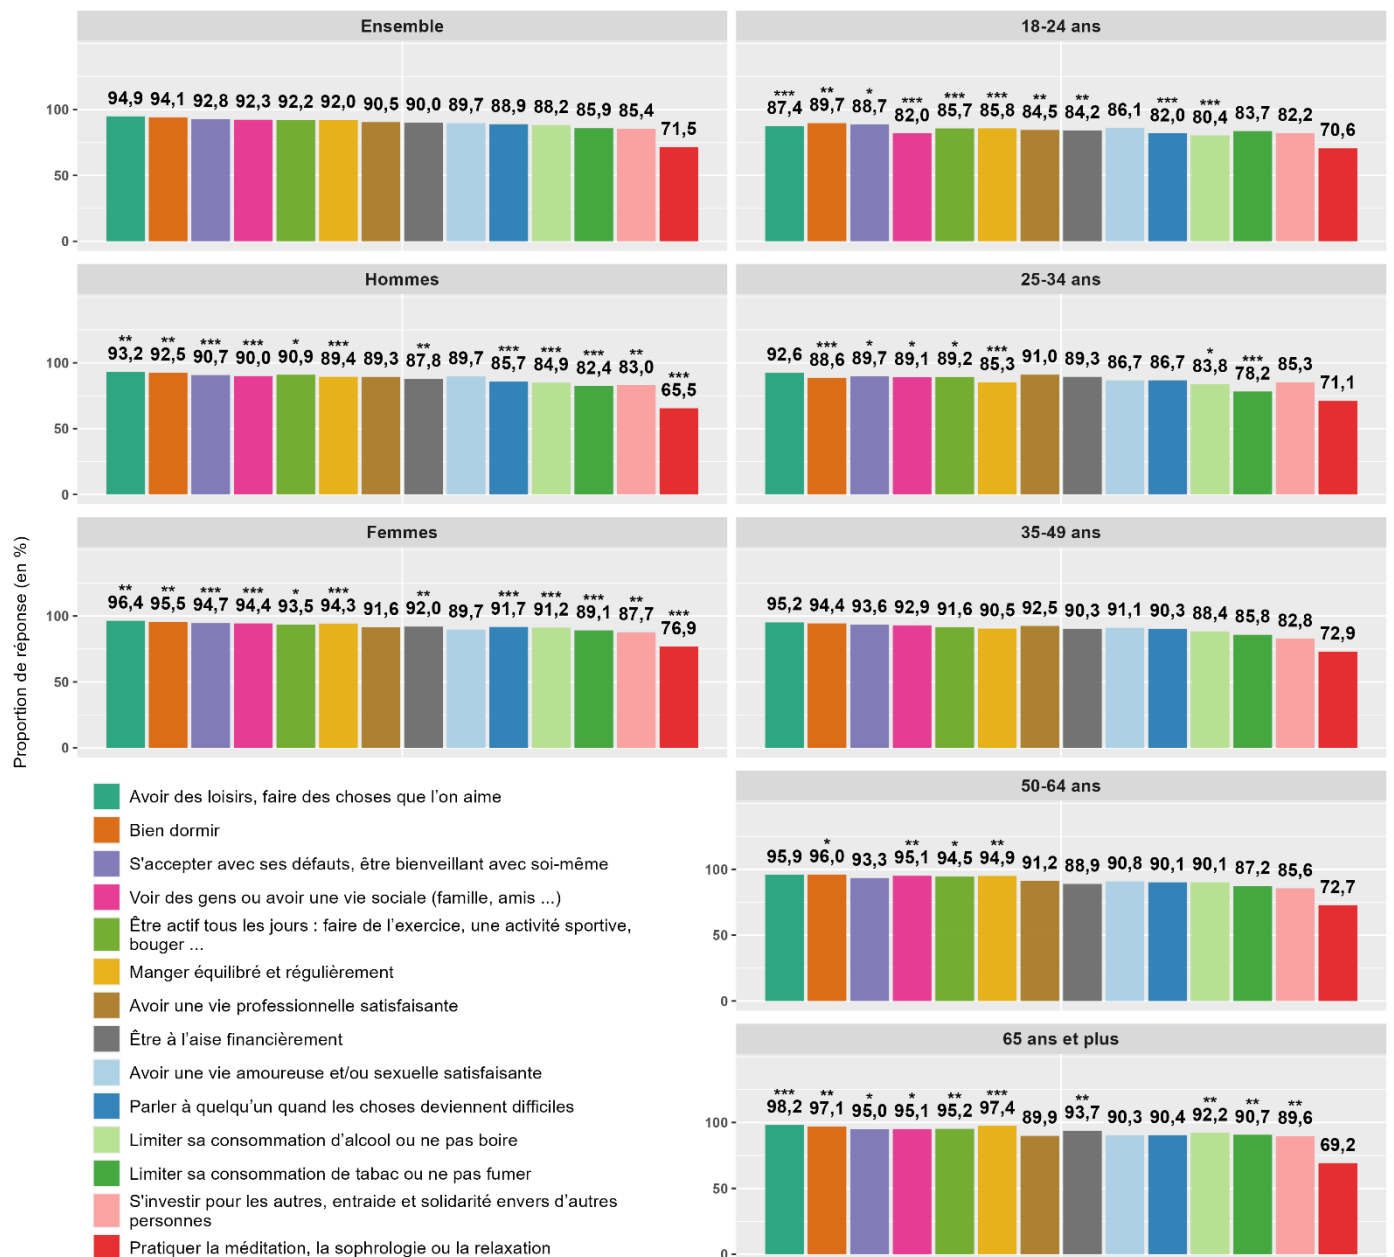 Ensemble
94,9 94,1 92,8 92,3 92,2 92,0 90,5 90,0 89,7 88,9 88,2 85,9 85,4 71,5
100
50
0
18-24 ans
*** ** * *** *** *** ** ** *** ***
87,4 89,7 88,7 82,0 85,7 85,8 84,5 84,2 86,1 82,0 80,4 83,7 82,2 70,6
Hommes
** ** *** *** * *** ** *** *** *** ** ***
93,2 92,5 90,7 90,0 90,9 89,4 89,3 87,8 89,7 85,7 84,9 82,4 83,0 65,5
100
50
0
25-34 ans
*** * * * *** * ***
92,6 88,6 89,7 89,1 89,2 85,3 91,0 89,3 86,7 86,7 83,8 78,2 85,3 71,1
Proportion de réponse (en %)
Femmes
** ** *** *** * *** ** *** *** *** ** ***
96,4 95,5 94,7 94,4 93,5 94,3 91,6 92,0 89,7 91,7 91,2 89,1 87,7 76,9
100
50
0
35-49 ans
95,2 94,4 93,6 92,9 91,6 90,5 92,5 90,3 91,1 90,3 88,4 85,8 82,8 72,9
50-64 ans
* ** * **
95,9 96,0 93,3 95,1 94,5 94,9 91,2 88,9 90,8 90,1 90,1 87,2 85,6 72,7
100
50
0
65 ans et plus
*** ** * * ** *** ** ** ** **
98,2 97,1 95,0 95,1 95,2 97,4 89,9 93,7 90,3 90,4 92,2 90,7 89,6 69,2
100
50
0
Avoir des loisirs, faire des choses que l’on aime
Bien dormir
S'accepter avec ses défauts, être bienveillant avec soi-même
Voir des gens ou avoir une vie sociale (famille, amis ...)
Être actif tous les jours : faire de l’exercice, une activité sportive,
bouger ...
Manger équilibré et régulièrement
Avoir une vie professionnelle satisfaisante
Être à l’aise financièrement
Avoir une vie amoureuse et/ou sexuelle satisfaisante
Parler à quelqu’un quand les choses deviennent difficiles
Limiter sa consommation d’alcool ou ne pas boire
Limiter sa consommation de tabac ou ne pas fumer
S'investir pour les autres, entraide et solidarité envers d’autres
personnes
Pratiquer la méditation, la sophrologie ou la relaxation